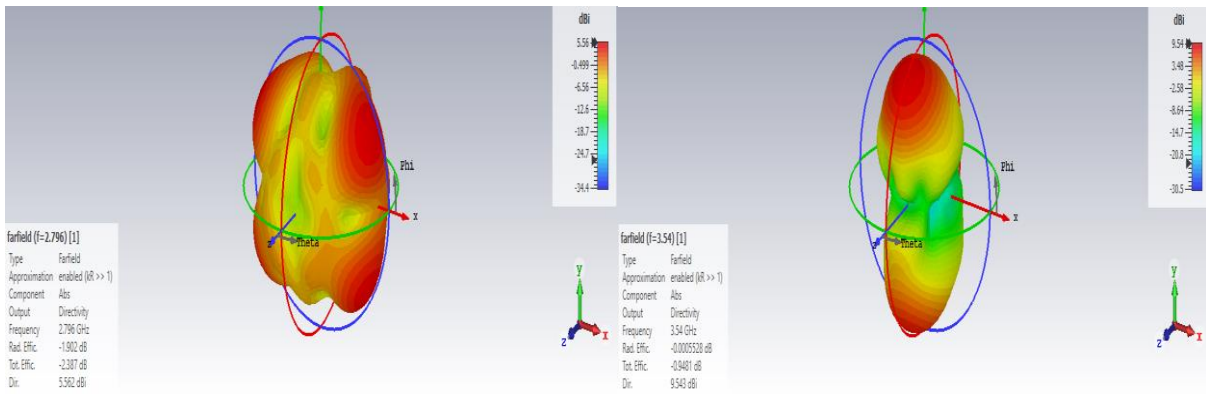 dBi
5.56
-0.499
-6.56
-12.6
-18.7
-24.7
-34.4
Phi
x
z
Theta
farfield (f=2.796) [1]
Type Farfield
Approximation enabled (kR >> 1)
Component Abs
Output Directivity
Frequency 2.796 GHz
Rad. Effic. -1.902 dB
Tot. Effic. -2.387 dB
Dir. 5.562 dBi
y
z x
dBi
9.54
3.48
-2.58
-8.64
-14.7
-20.8
-30.5
Phi
x
z
Theta
farfield (f=3.54) [1]
Type Farfield
Approximation enabled (kR >> 1)
Component Abs
Output Directivity
Frequency 3.54 GHz
Rad. Effic. -0.0005528 dB
Tot. Effic. -0.9481 dB
Dir. 9.543 dBi
y
z x